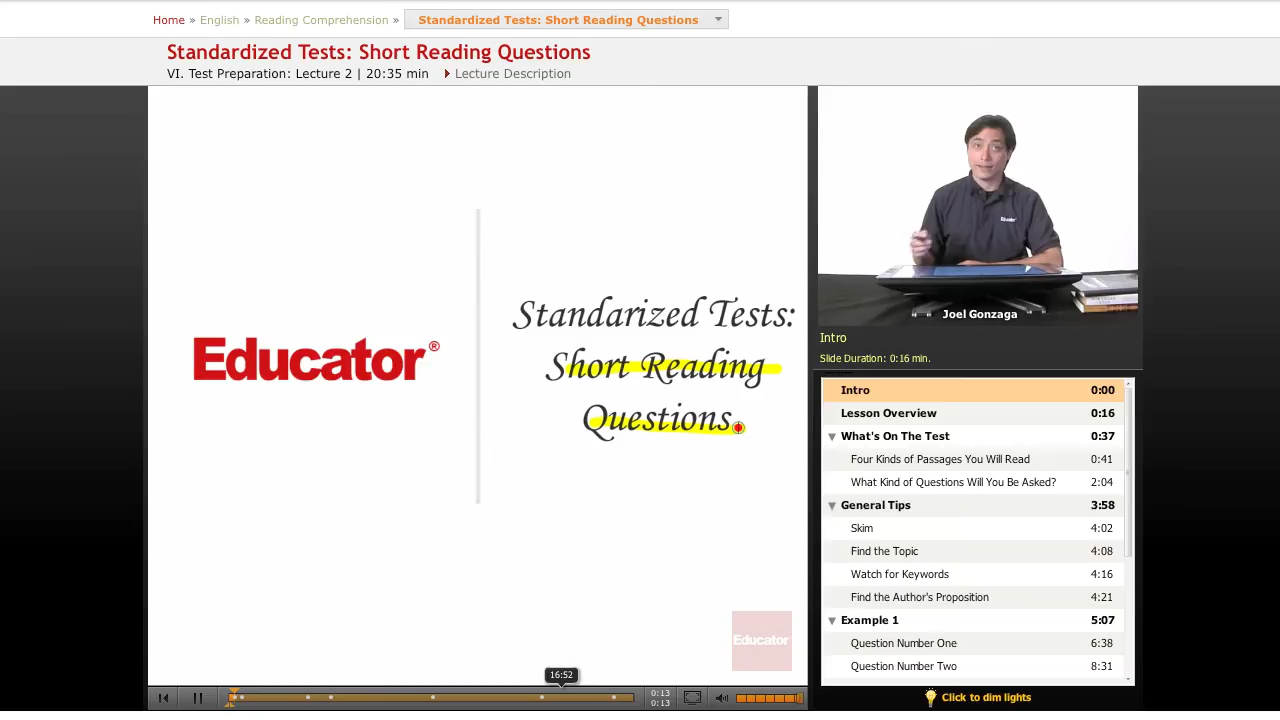 Home » English » Reading Comprehension » Standardized Tests: Short Reading Questions
Standardized Tests: Short Reading Questions
VI. Test Preparation: Lecture 2 | 20:35 min Lecture Description
Educator®
Standarized Tests:
Short Reading
Questions.
Educator
Educator
Joel Gonzaga
Intro
Slide Duration: 0:16 min.
Intro 0:00
Lesson Overview 0:16
What's On The Test 0:37
Four Kinds of Passages You Will Read 0:41
What Kind of Questions Will You Be Asked? 2:04
General Tips 3:58
Skim 4:02
Find the Topic 4:08
Watch for Keywords 4:16
Find the Author's Proposition 4:21
Example 1 5:07
Question Number One 6:38
Question Number Two 8:31
16:52
0:13
0:13
Click to dim lights